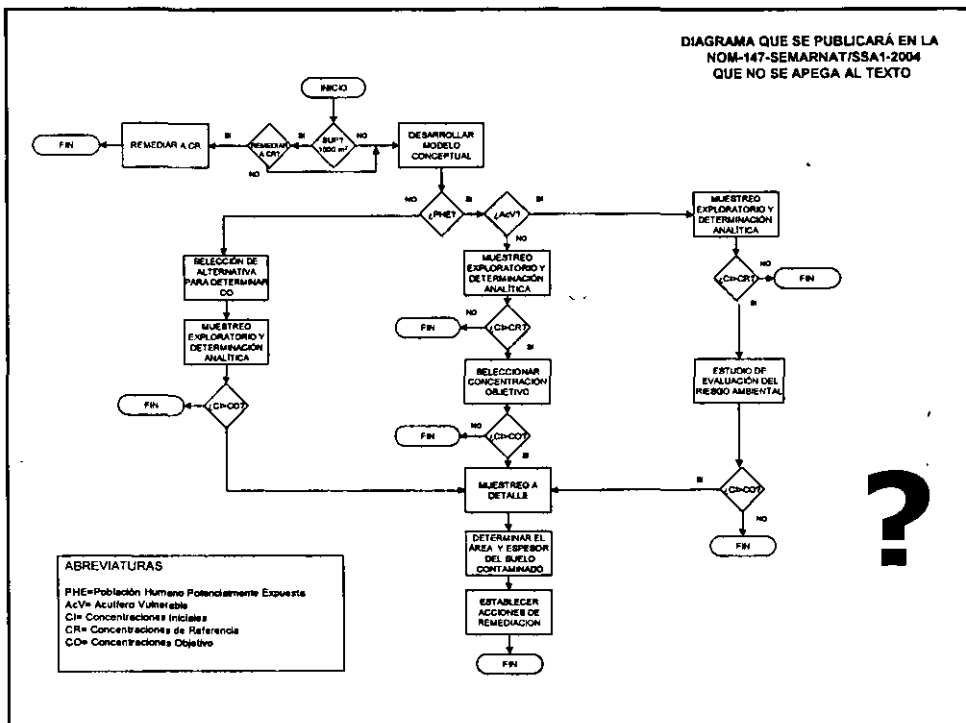 DIAGRAMA QUE SE PUBLICARÁ EN LA
NOM-147-SEMARNAT/SSA1-2004
QUE NO SE APEGA AL TEXTO
INICIO
FIN
REMEDIAR A CR
SI
REMEDIAR
A CR?
SI
NO
SUP?
1000 m²
NO
DESARROLLAR
MODELO
CONCEPTUAL
NO
¿PHE?
SI
¿AcV?
SI
NO
MUESTREO
EXPLORATORIO Y
DETERMINACIÓN
ANALÍTICA
SELECCIÓN DE
ALTERNATIVA
PARA DETERMINAR
CO
MUESTREO
EXPLORATORIO Y
DETERMINACIÓN
ANALÍTICA
¿CI>CR?
NO
FIN
SI
MUESTREO
EXPLORATORIO Y
DETERMINACIÓN
ANALÍTICA
FIN
NO
¿CI>CR?
SI
SELECCIONAR
CONCENTRACIÓN
OBJETIVO
ESTUDIO DE
EVALUACIÓN DEL
RIESGO AMBIENTAL
FIN
¿CI>CO?
FIN
NO
¿CI>CO?
SI
MUESTREO A
DETALLE
SI
¿CI>CO?
NO
FIN
?
DETERMINAR EL
ÁREA Y ESPESOR
DEL SUELO
CONTAMINADO
ESTABLECER
ACCIONES DE
REMEDIACION
FIN
ABREVIATURAS
PHE=Población Humano Potencialmente Expuesta
AcV= Acuífero Vulnerable
CI= Concentraciones Iniciales
CR= Concentraciones de Referencia
CO= Concentraciones Objetivo